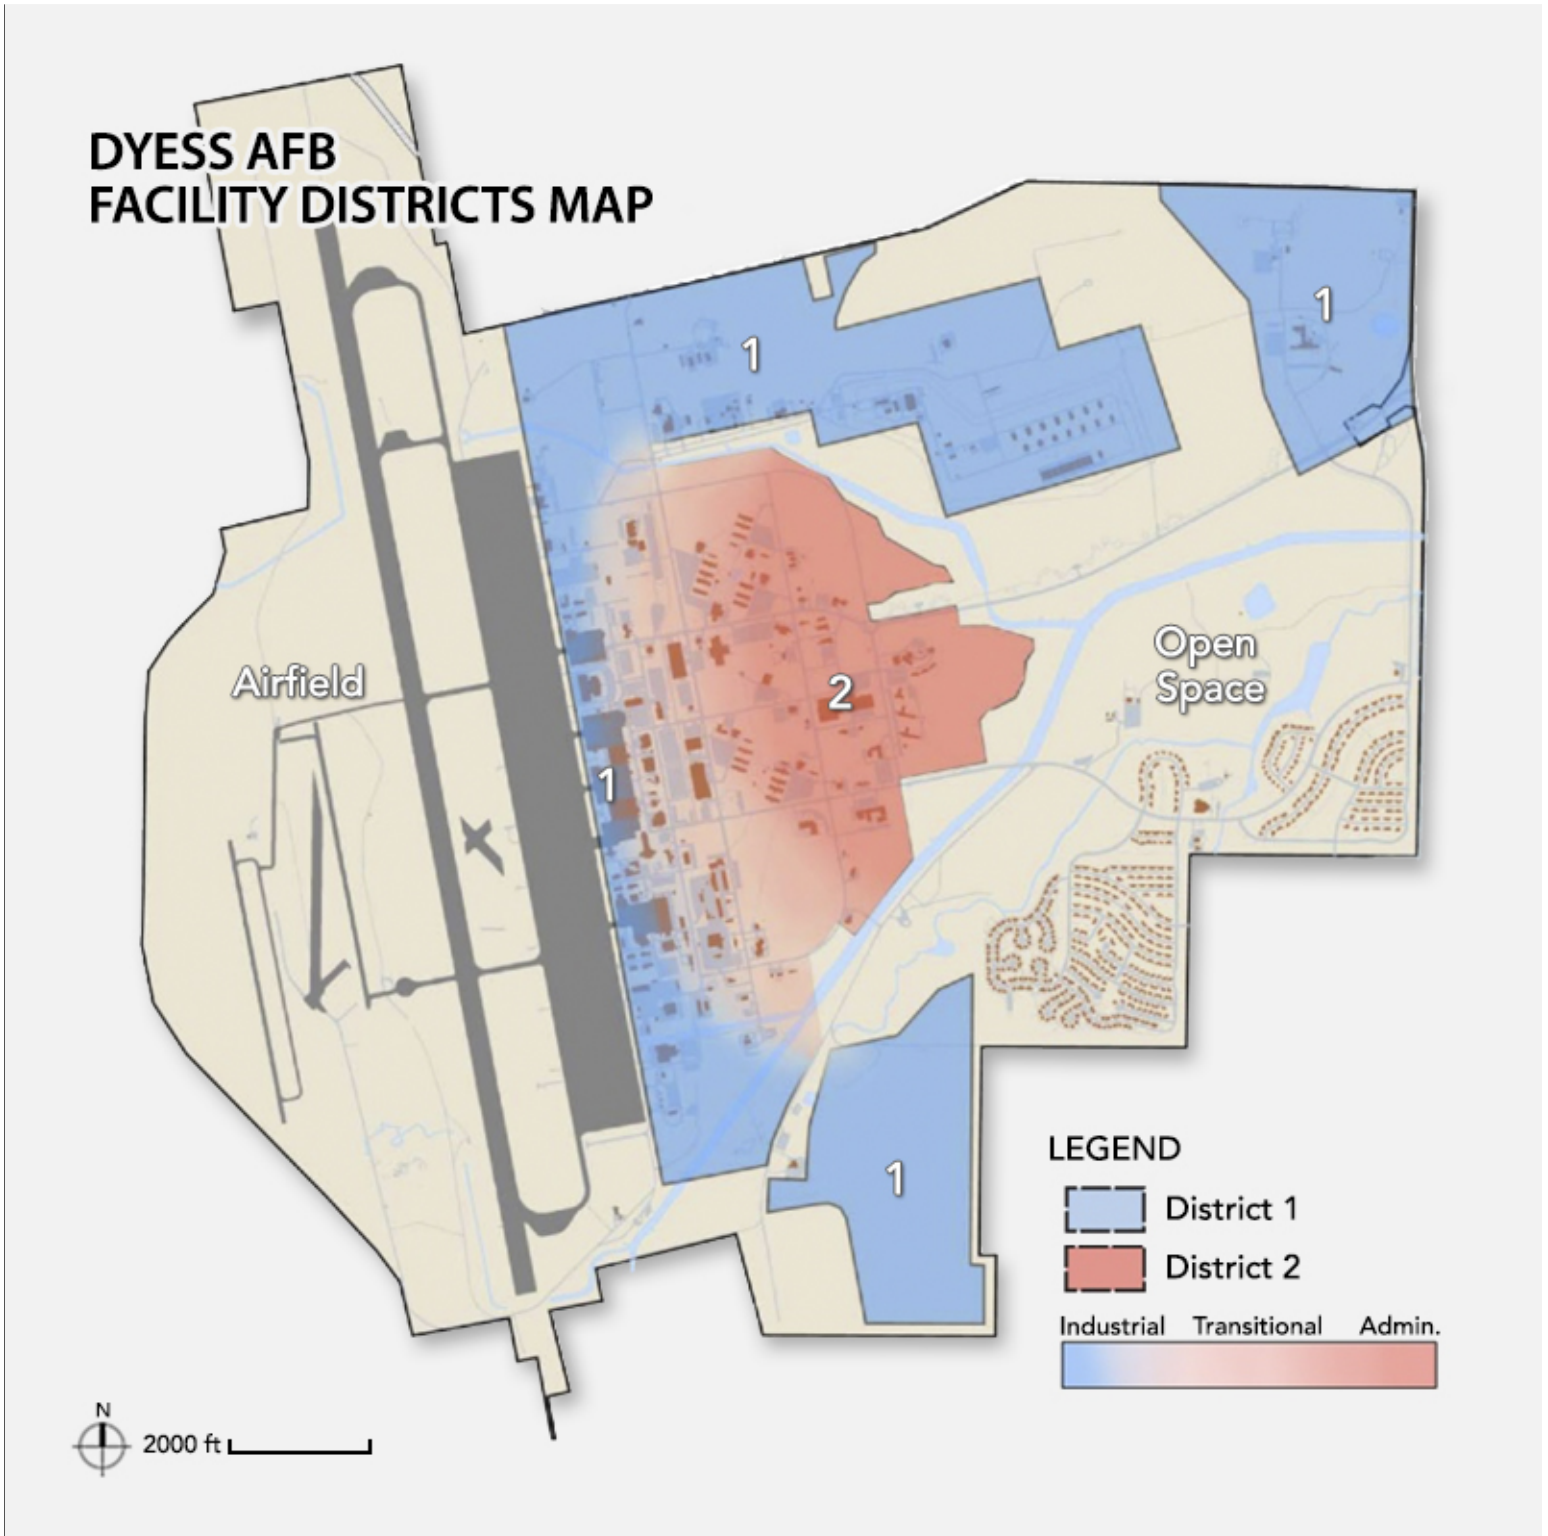 DYESS AFB
FACILITY DISTRICTS MAP
1
1
Airfield
Open
Space
2
1
1
LEGEND
District 1
District 2
Industrial Transitional Admin.
N
2000 ft